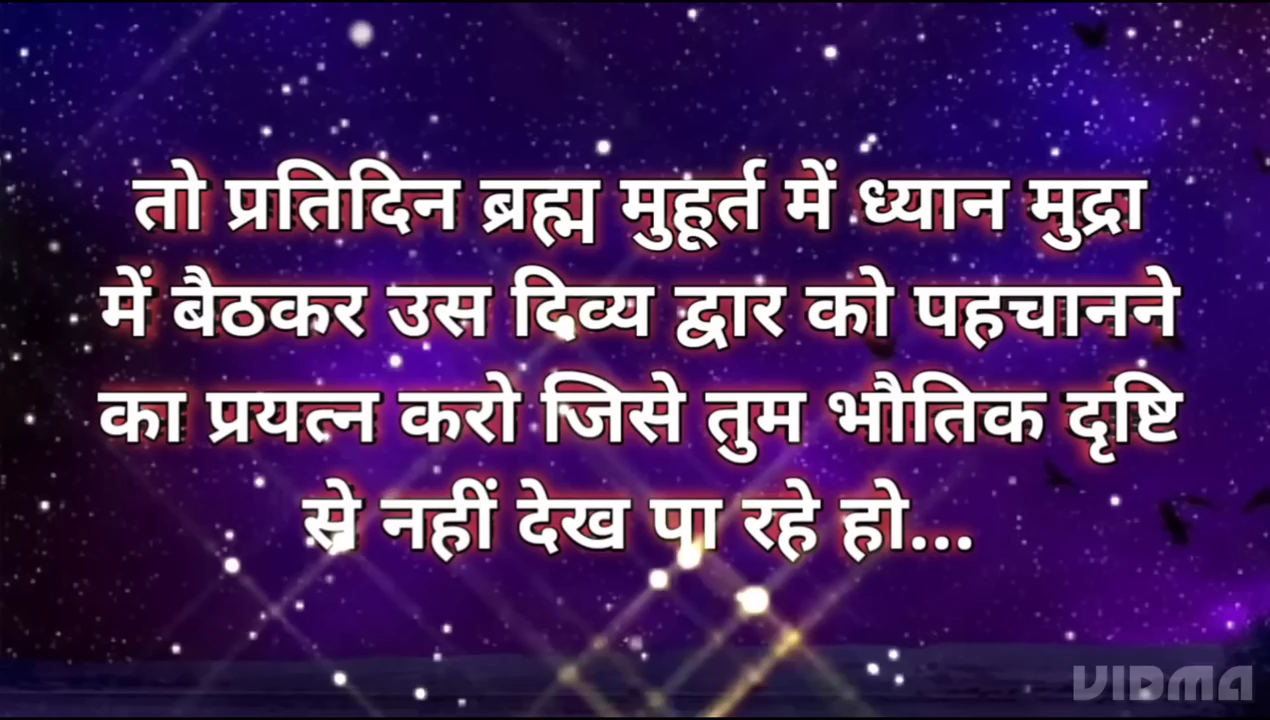 तो प्रतिदिन ब्रह्म मुहूर्त में ध्यान मुद्रा
में बैठकर उस दिव्य द्वार को पहचानने
का प्रयत्न करो जिसे तुम भौतिक दृष्टि
से नहीं देख पा रहे हो...
VIDMA